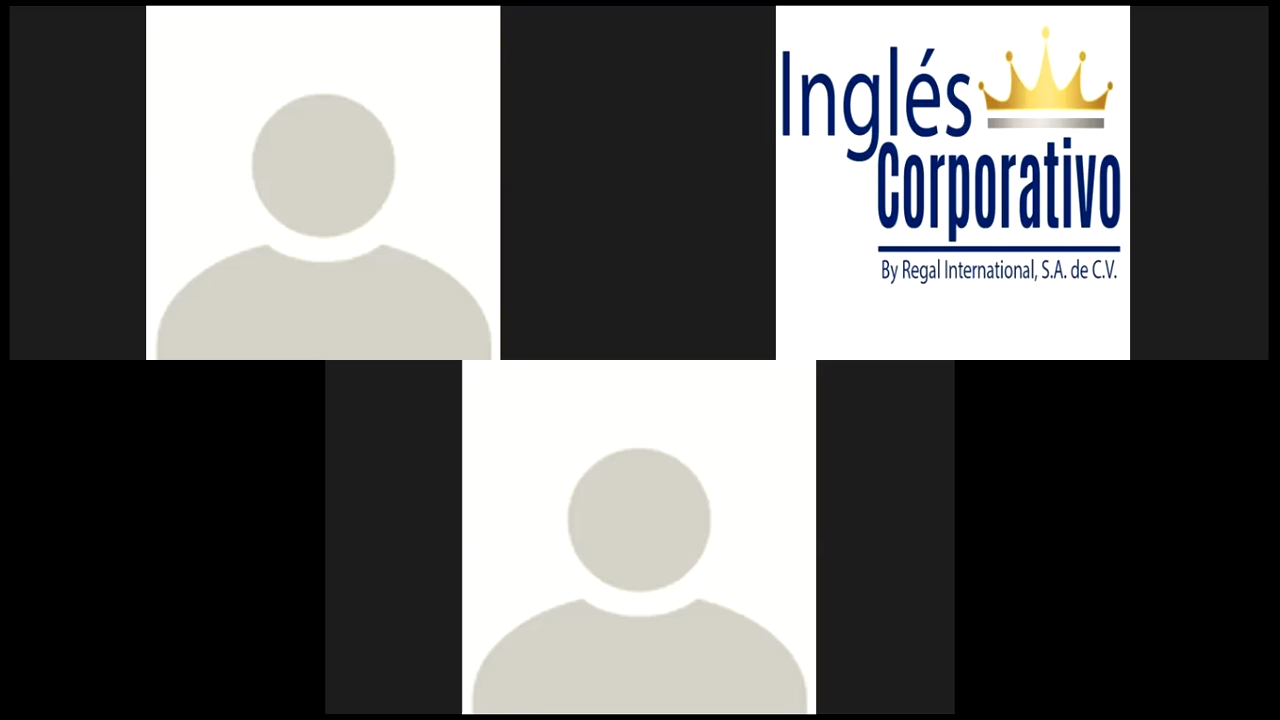 Inglés
Corporativo
By Regal International, S.A. de C.V.